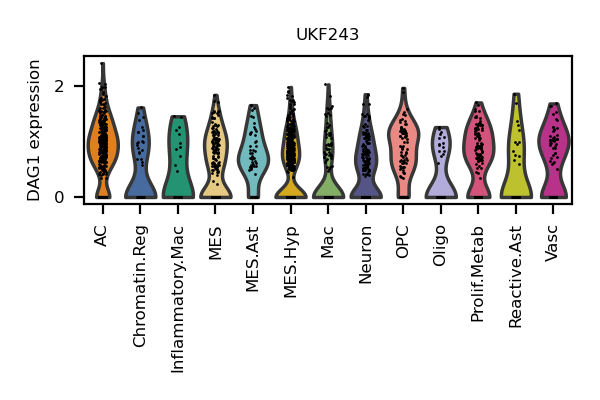 UKF243
DAG1 expression
2
0
AC
Chromatin.Reg
Inflammatory.Mac
MES
MES.Ast
MES.Hyp
Mac
Neuron
OPC
Oligo
Prolif.Metab
Reactive.Ast
Vasc